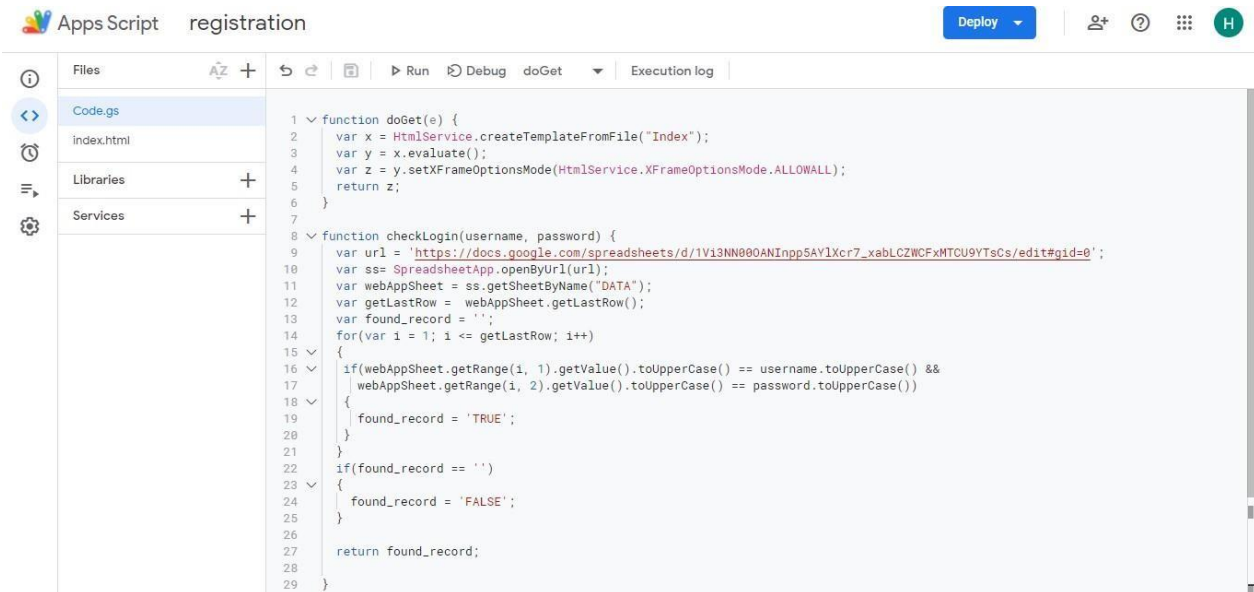 Apps Script registration Deploy H
Files AZ Run Debug doGet Execution log
Code.gs
index.html
Libraries
Services
1 function doGet(e) {
2 var x = HtmlService.createTemplateFromFile("Index");
3 var y = x.evaluate();
4 var z = y.setXFrameOptionsMode(HtmlService.XFrameOptionsMode.ALLOWALL);
5 return z;
6 }
7
8 function checkLogin(username, password) {
9 var url = 'https://docs.google.com/spreadsheets/d/1Vi3NN00OANInpp5AYlXcr7_xabLCZWCFxMTCU9YTsCs/edit#gid=0';
10 var ss= SpreadsheetApp.openByUrl(url);
11 var webAppSheet = ss.getSheetByName("DATA");
12 var getLastRow = webAppSheet.getLastRow();
13 var found_record = '';
14 for(var i = 1; i <= getLastRow; i++)
15 {
16 if(webAppSheet.getRange(i, 1).getValue().toUpperCase() == username.toUpperCase() &&
17 webAppSheet.getRange(i, 2).getValue().toUpperCase() == password.toUpperCase())
18 {
19 found_record = 'TRUE';
20 }
21 }
22 if(found_record == '')
23 {
24 found_record = 'FALSE';
25 }
26
27 return found_record;
28
29 }